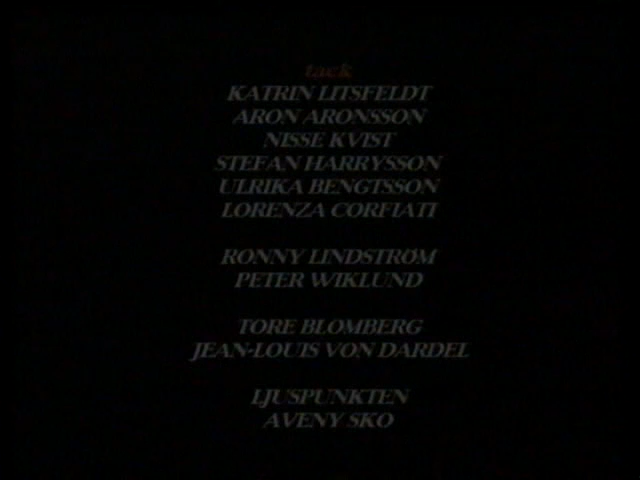 tack
KATRIN LITSFELDT
ARON ARONSSON
NISSE KVIST
STEFAN HARRYSSON
ULRIKA BENGTSSON
LORENZA CORFIATI
RONNY LINDSTRÖM
PETER WIKLUND
TORE BLOMBERG
JEAN-LOUIS VON DARDEL
LJUSPUNKTEN
AVENY SKO